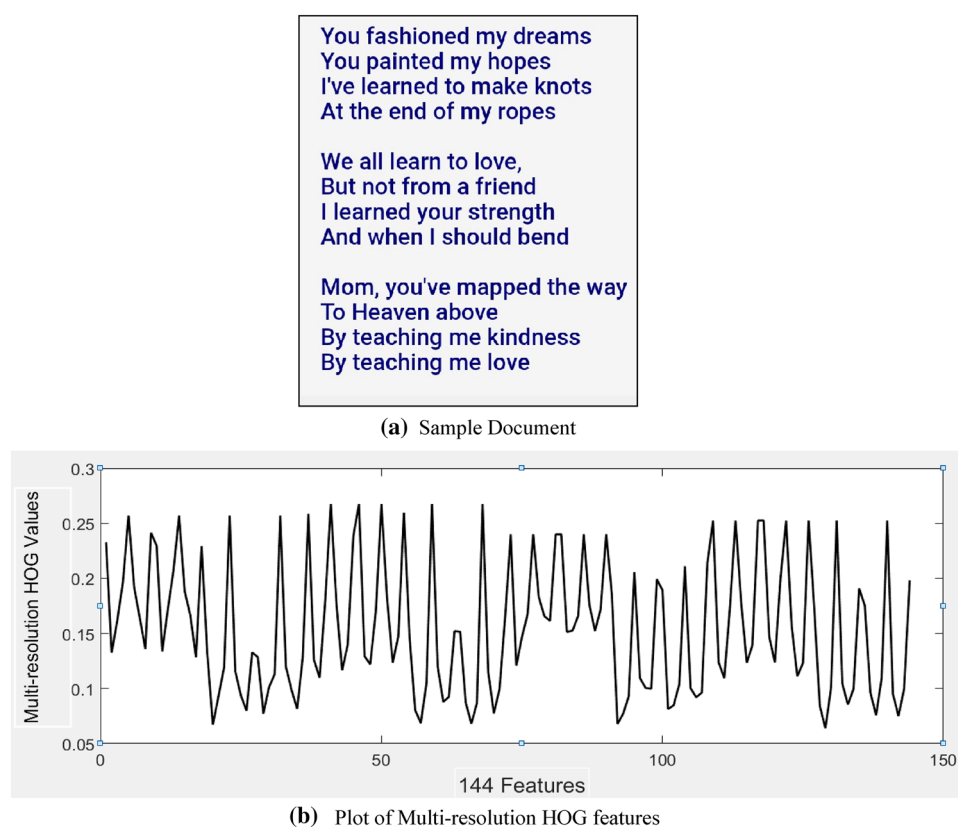 You fashioned my dreams
You painted my hopes
I've learned to make knots
At the end of my ropes
We all learn to love,
But not from a friend
I learned your strength
And when I should bend
Mom, you've mapped the way
To Heaven above
By teaching me kindness
By teaching me love
(a) Sample Document
Multi-resolution HOG Values
0.3
0.25
0.2
0.15
0.1
0.05
0 50 100 150
144 Features
(b) Plot of Multi-resolution HOG features